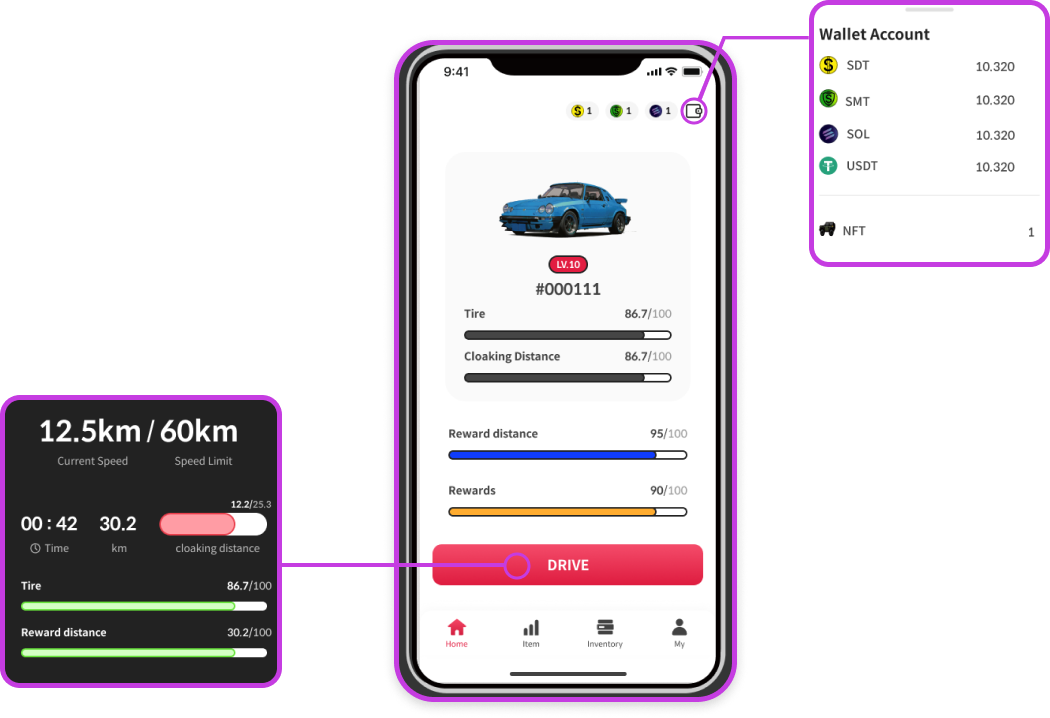 Wallet Account
SDT 10.320
SMT 10.320
SOL 10.320
USDT 10.320
NFT 1
9:41
1 1 1
LV.10
#000111
Tire 86.7/100
Cloaking Distance 86.7/100
Reward distance 95/100
Rewards 90/100
DRIVE
Home Item Inventory My
12.5km / 60km
Current Speed Speed Limit
12.2/25.3
00 : 42 30.2
Time km cloaking distance
Tire 86.7/100
Reward distance 30.2/100